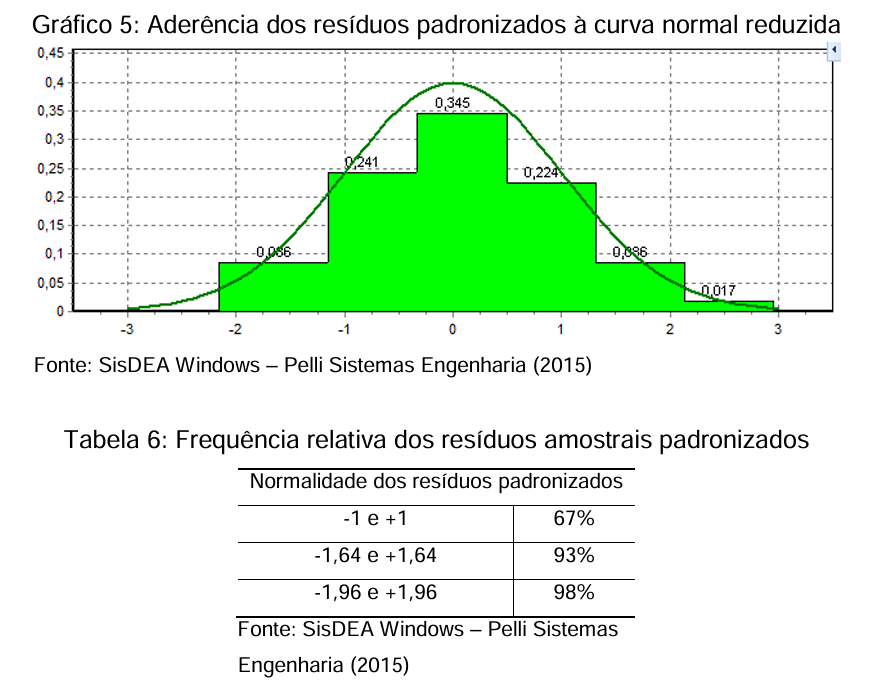 Gráfico 5: Aderência dos resíduos padronizados à curva normal reduzida
0,45
0,4
0,35
0,3
0,25
0,2
0,15
0,1
0,05
0
0,086
0,241
0,345
0,224
0,086
0,017
-3 -2 -1 0 1 2 3
Fonte: SisDEA Windows – Pelli Sistemas Engenharia (2015)
Tabela 6: Frequência relativa dos resíduos amostrais padronizados
Normalidade dos resíduos padronizados
-1 e +1 67%
-1,64 e +1,64 93%
-1,96 e +1,96 98%
Fonte: SisDEA Windows – Pelli Sistemas
Engenharia (2015)